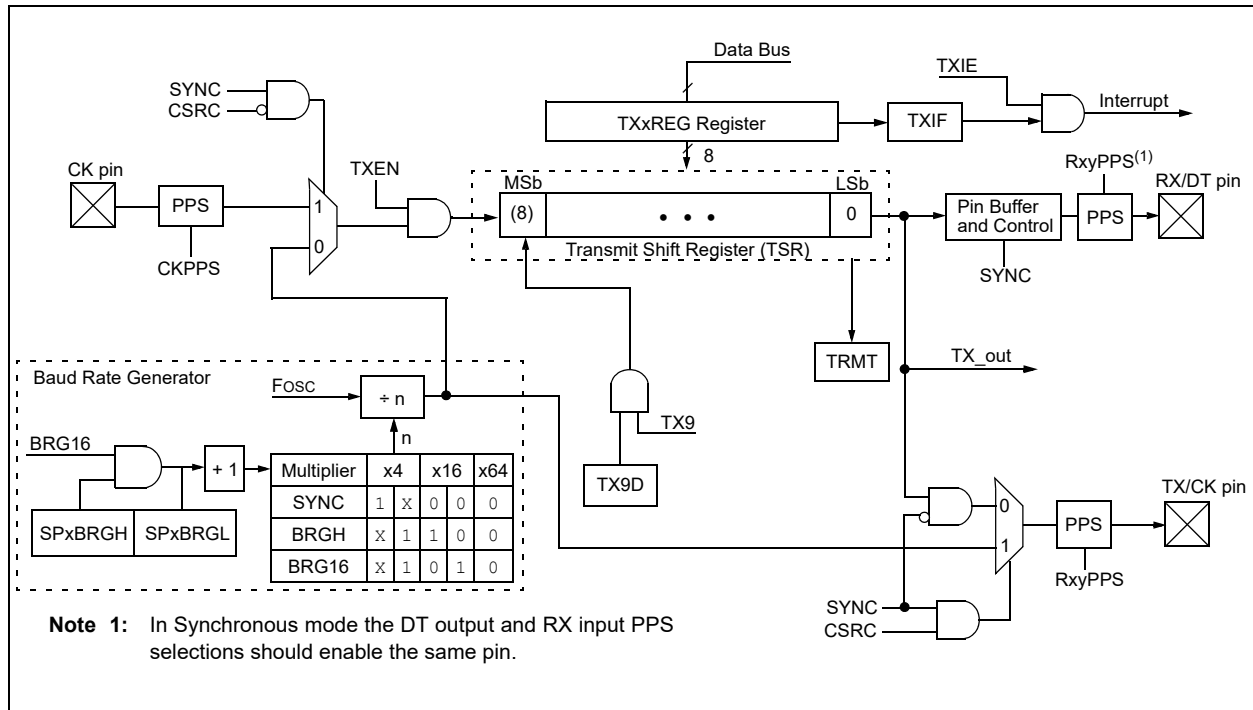 Data Bus
TXIE
SYNC
CSRC
Interrupt
TXxREG Register
TXIF
8
CK pin
TXEN
RxyPPS(1)
RX/DT pin
MSb
LSb
PPS
1
(8)
• • •
0
Pin Buffer
and Control
PPS
0
Transmit Shift Register (TSR)
CKPPS
SYNC
TRMT
TX_out
Baud Rate Generator
FOSC
÷ n
n
TX9
BRG16
+ 1
TX9D
Multiplier x4 x16 x64
SYNC 1 X 0 0 0
BRGH X 1 1 0 0
BRG16 X 1 0 1 0
SPxBRGH SPxBRGL
TX/CK pin
0
PPS
1
RxyPPS
SYNC
CSRC
Note 1: In Synchronous mode the DT output and RX input PPS
selections should enable the same pin.